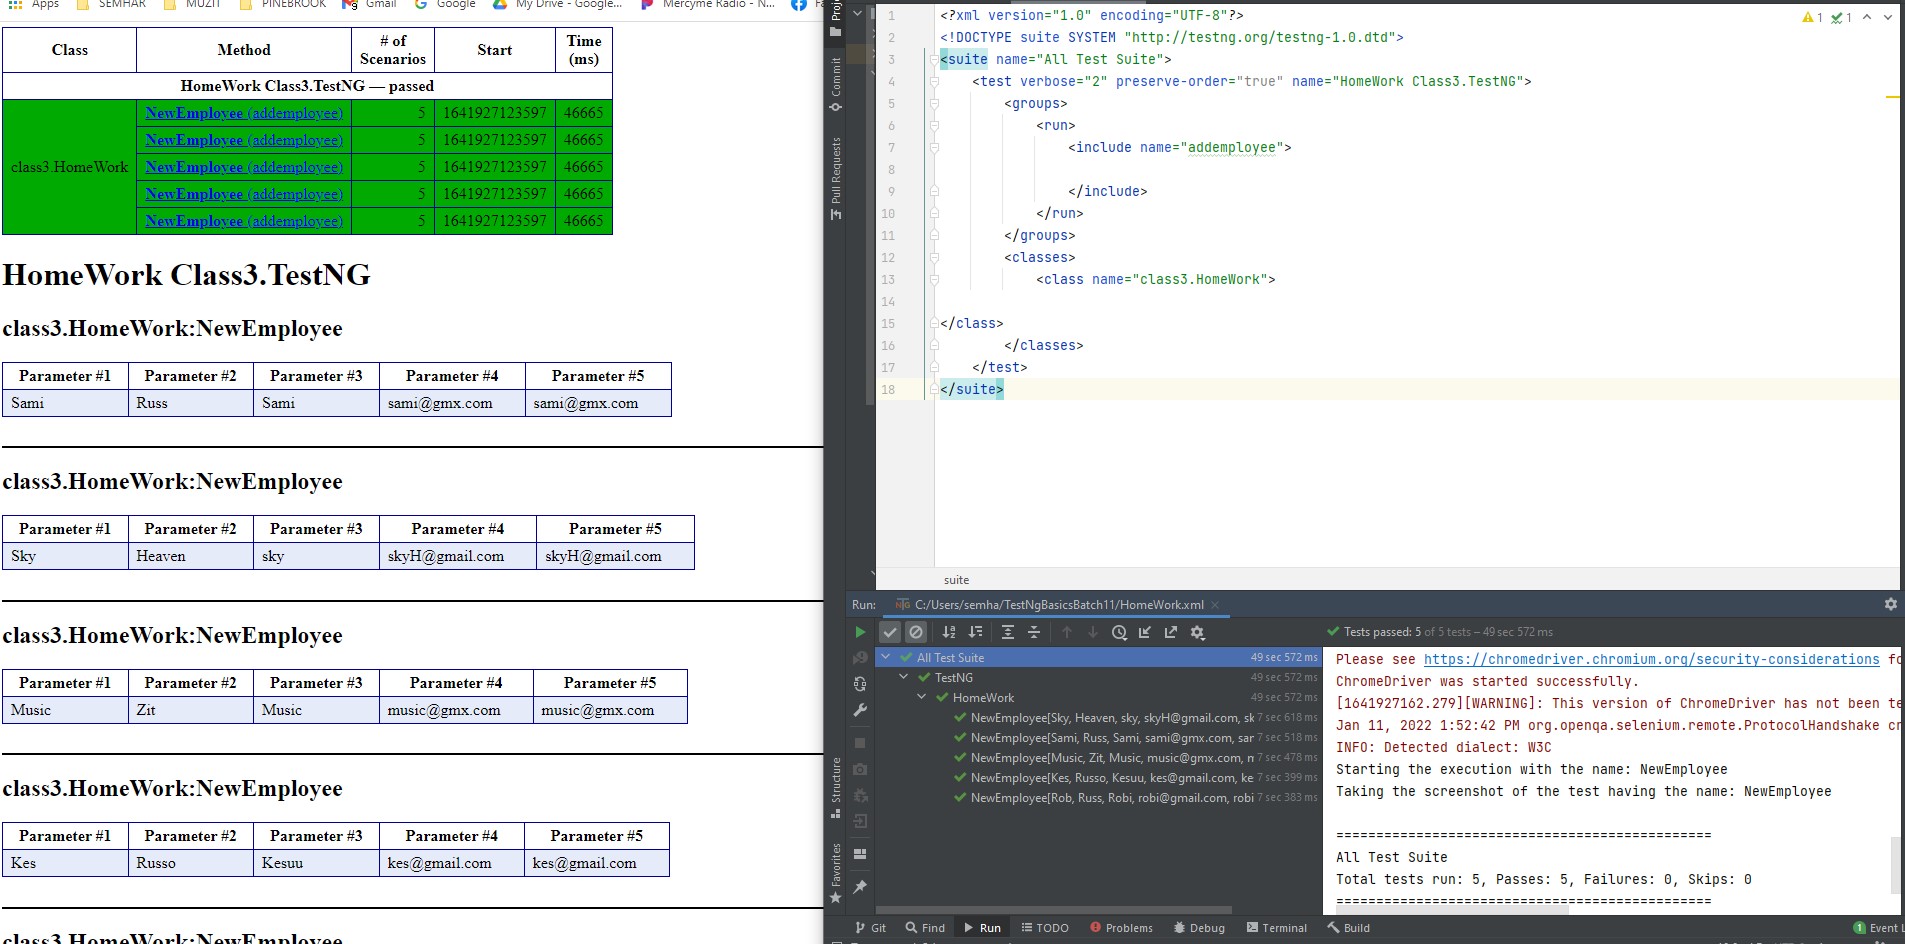 Apps SEMHAR MUZIT PINEBROOK Gmail Google My Drive - Google... Mercyme Radio - N...
Class Method # of Scenarios Start Time (ms)
HomeWork Class3.TestNG — passed
class3.HomeWork
NewEmployee (addemployee) 5 1641927123597 46665
NewEmployee (addemployee) 5 1641927123597 46665
NewEmployee (addemployee) 5 1641927123597 46665
NewEmployee (addemployee) 5 1641927123597 46665
NewEmployee (addemployee) 5 1641927123597 46665
HomeWork Class3.TestNG
class3.HomeWork:NewEmployee
Parameter #1 Parameter #2 Parameter #3 Parameter #4 Parameter #5
Sami Russ Sami sami@gmx.com sami@gmx.com
class3.HomeWork:NewEmployee
Parameter #1 Parameter #2 Parameter #3 Parameter #4 Parameter #5
Sky Heaven sky skyH@gmail.com skyH@gmail.com
class3.HomeWork:NewEmployee
Parameter #1 Parameter #2 Parameter #3 Parameter #4 Parameter #5
Music Zit Music music@gmx.com music@gmx.com
class3.HomeWork:NewEmployee
Parameter #1 Parameter #2 Parameter #3 Parameter #4 Parameter #5
Kes Russo Kesuu kes@gmail.com kes@gmail.com
class3.HomeWork:NewEmployee
Commit
Pull Requests
Structure
Favorites
1 <?xml version="1.0" encoding="UTF-8"?>
2 <!DOCTYPE suite SYSTEM "http://testng.org/testng-1.0.dtd">
3 <suite name="All Test Suite">
4 <test verbose="2" preserve-order="true" name="HomeWork Class3.TestNG">
5 <groups>
6 <run>
7 <include name="addemployee">
8
9 </include>
10 </run>
11 </groups>
12 <classes>
13 <class name="class3.HomeWork">
14
15 </class>
16 </classes>
17 </test>
18 </suite>
1 1
suite
Run: C:/Users/semha/TestNgBasicsBatch11/HomeWork.xml
Tests passed: 5 of 5 tests – 49 sec 572 ms
All Test Suite 49 sec 572 ms
TestNG 49 sec 572 ms
HomeWork 49 sec 572 ms
NewEmployee[Sky, Heaven, sky, skyH@gmail.com, sk 7 sec 618 ms
NewEmployee[Sami, Russ, Sami, sami@gmx.com, sar 7 sec 518 ms
NewEmployee[Music, Zit, Music, music@gmx.com, m 7 sec 478 ms
NewEmployee[Kes, Russo, Kesuu, kes@gmail.com, ke 7 sec 399 ms
NewEmployee[Rob, Russ, Robi, robi@gmail.com, robi 7 sec 383 ms
Please see https://chromedriver.chromium.org/security-considerations fo
ChromeDriver was started successfully.
[1641927162.279][WARNING]: This version of ChromeDriver has not been te
Jan 11, 2022 1:52:42 PM org.openqa.selenium.remote.ProtocolHandshake cr
INFO: Detected dialect: W3C
Starting the execution with the name: NewEmployee
Taking the screenshot of the test having the name: NewEmployee
===============================================
All Test Suite
Total tests run: 5, Passes: 5, Failures: 0, Skips: 0
===============================================
Git Find Run TODO Problems Debug Terminal Build 1 Event L